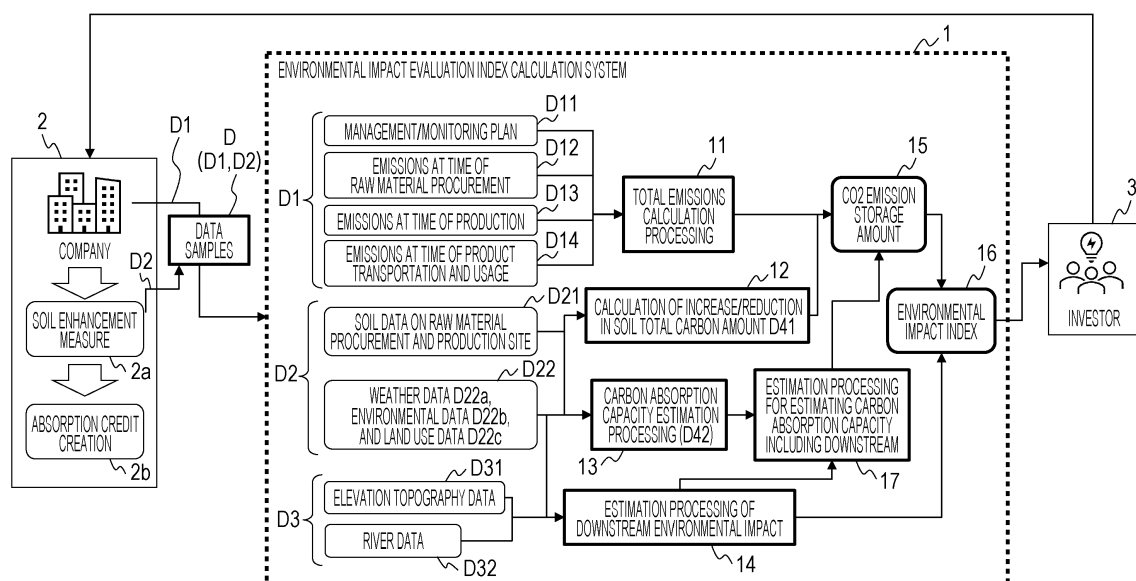 1
ENVIRONMENTAL IMPACT EVALUATION INDEX CALCULATION SYSTEM
2
D1
D
(D1,D2)
COMPANY
DATA
SAMPLES
D2
SOIL ENHANCEMENT
MEASURE
2a
ABSORPTION CREDIT
CREATION
2b
D1
D11
MANAGEMENT/MONITORING PLAN
D12
EMISSIONS AT TIME OF
RAW MATERIAL PROCUREMENT
D13
EMISSIONS AT TIME OF PRODUCTION
D14
EMISSIONS AT TIME OF PRODUCT
TRANSPORTATION AND USAGE
D2
D21
SOIL DATA ON RAW MATERIAL
PROCUREMENT AND PRODUCTION SITE
D22
WEATHER DATA D22a,
ENVIRONMENTAL DATA D22b,
AND LAND USE DATA D22c
D3
D31
ELEVATION TOPOGRAPHY DATA
RIVER DATA
D32
11
TOTAL EMISSIONS
CALCULATION
PROCESSING
12
CALCULATION OF INCREASE/REDUCTION
IN SOIL TOTAL CARBON AMOUNT D41
CARBON ABSORPTION
CAPACITY ESTIMATION
PROCESSING (D42)
13
ESTIMATION PROCESSING OF
DOWNSTREAM ENVIRONMENTAL IMPACT
14
15
CO2 EMISSION
STORAGE
AMOUNT
16
ENVIRONMENTAL
IMPACT INDEX
ESTIMATION PROCESSING
FOR ESTIMATING CARBON
ABSORPTION CAPACITY
INCLUDING DOWNSTREAM
17
3
INVESTOR